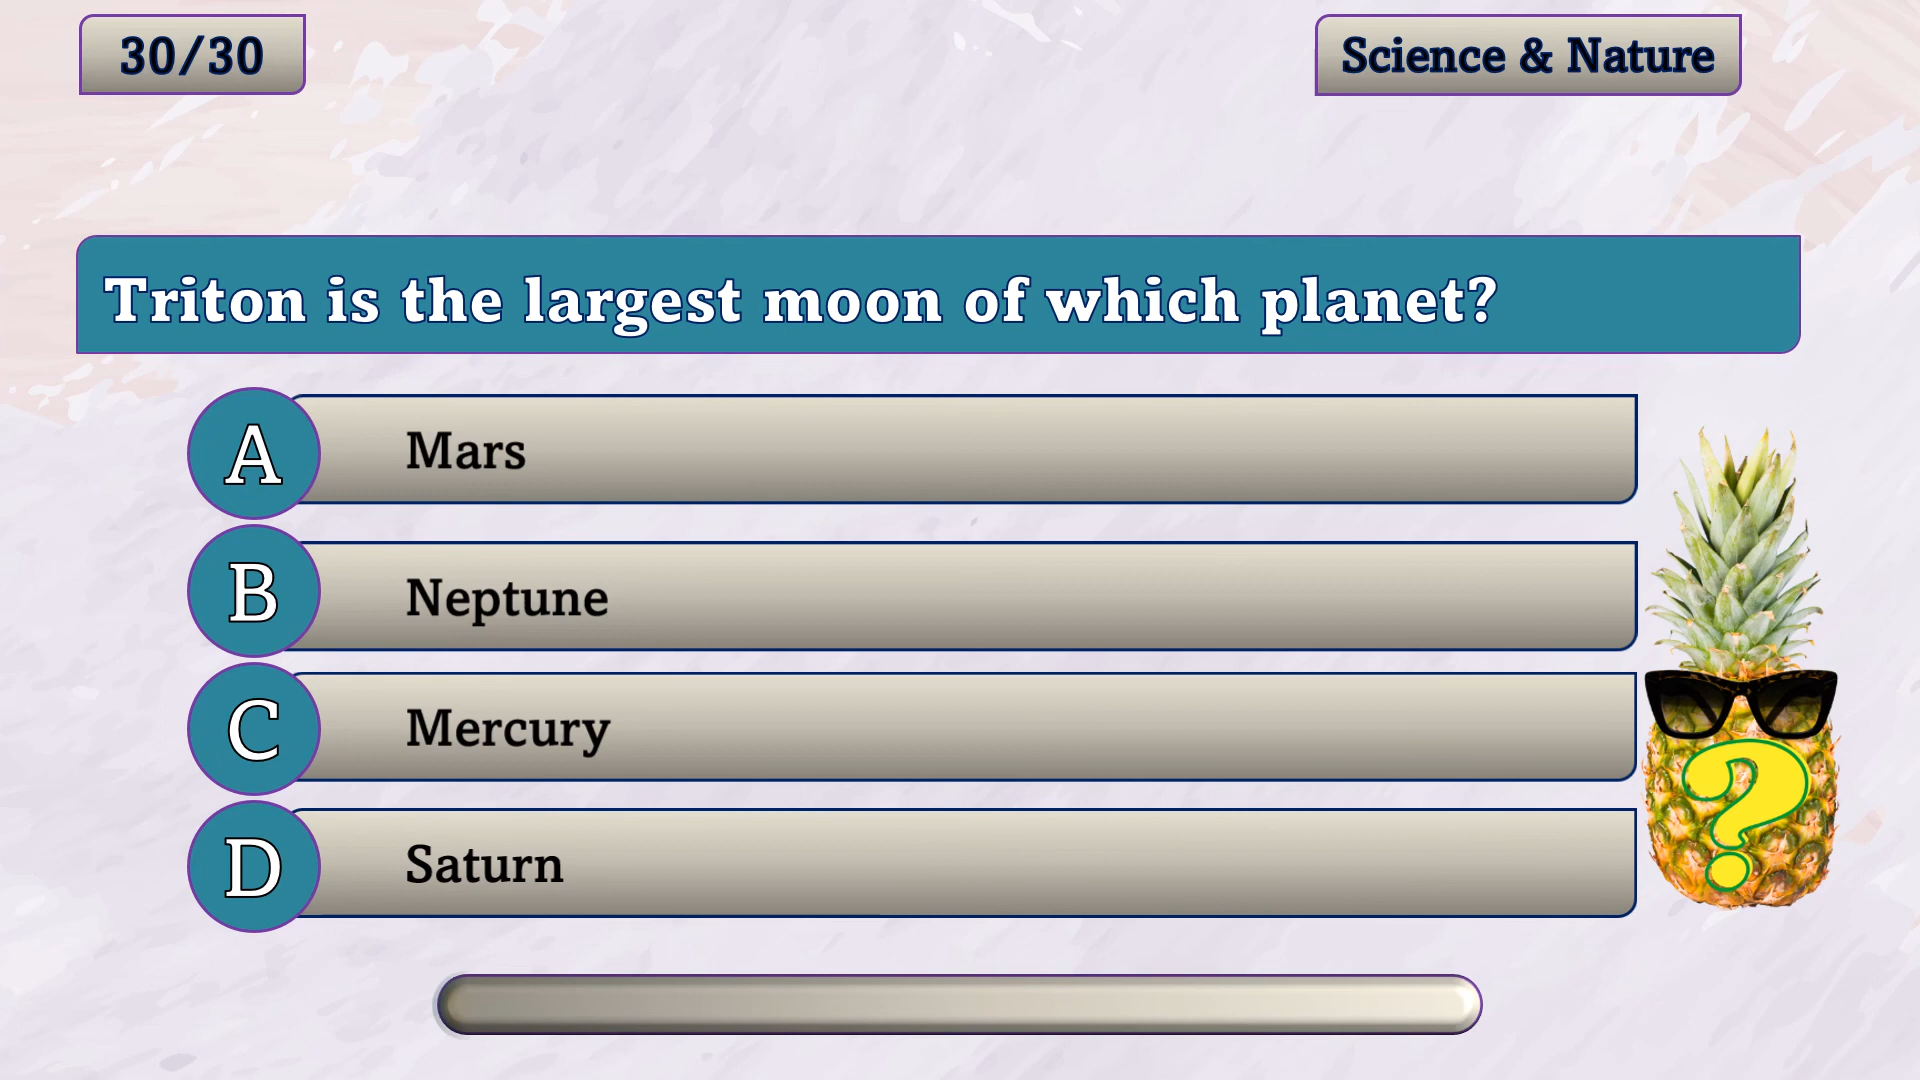 30/30
Science & Nature
Triton is the largest moon of which planet?
A Mars
B Neptune
C Mercury
D Saturn
?